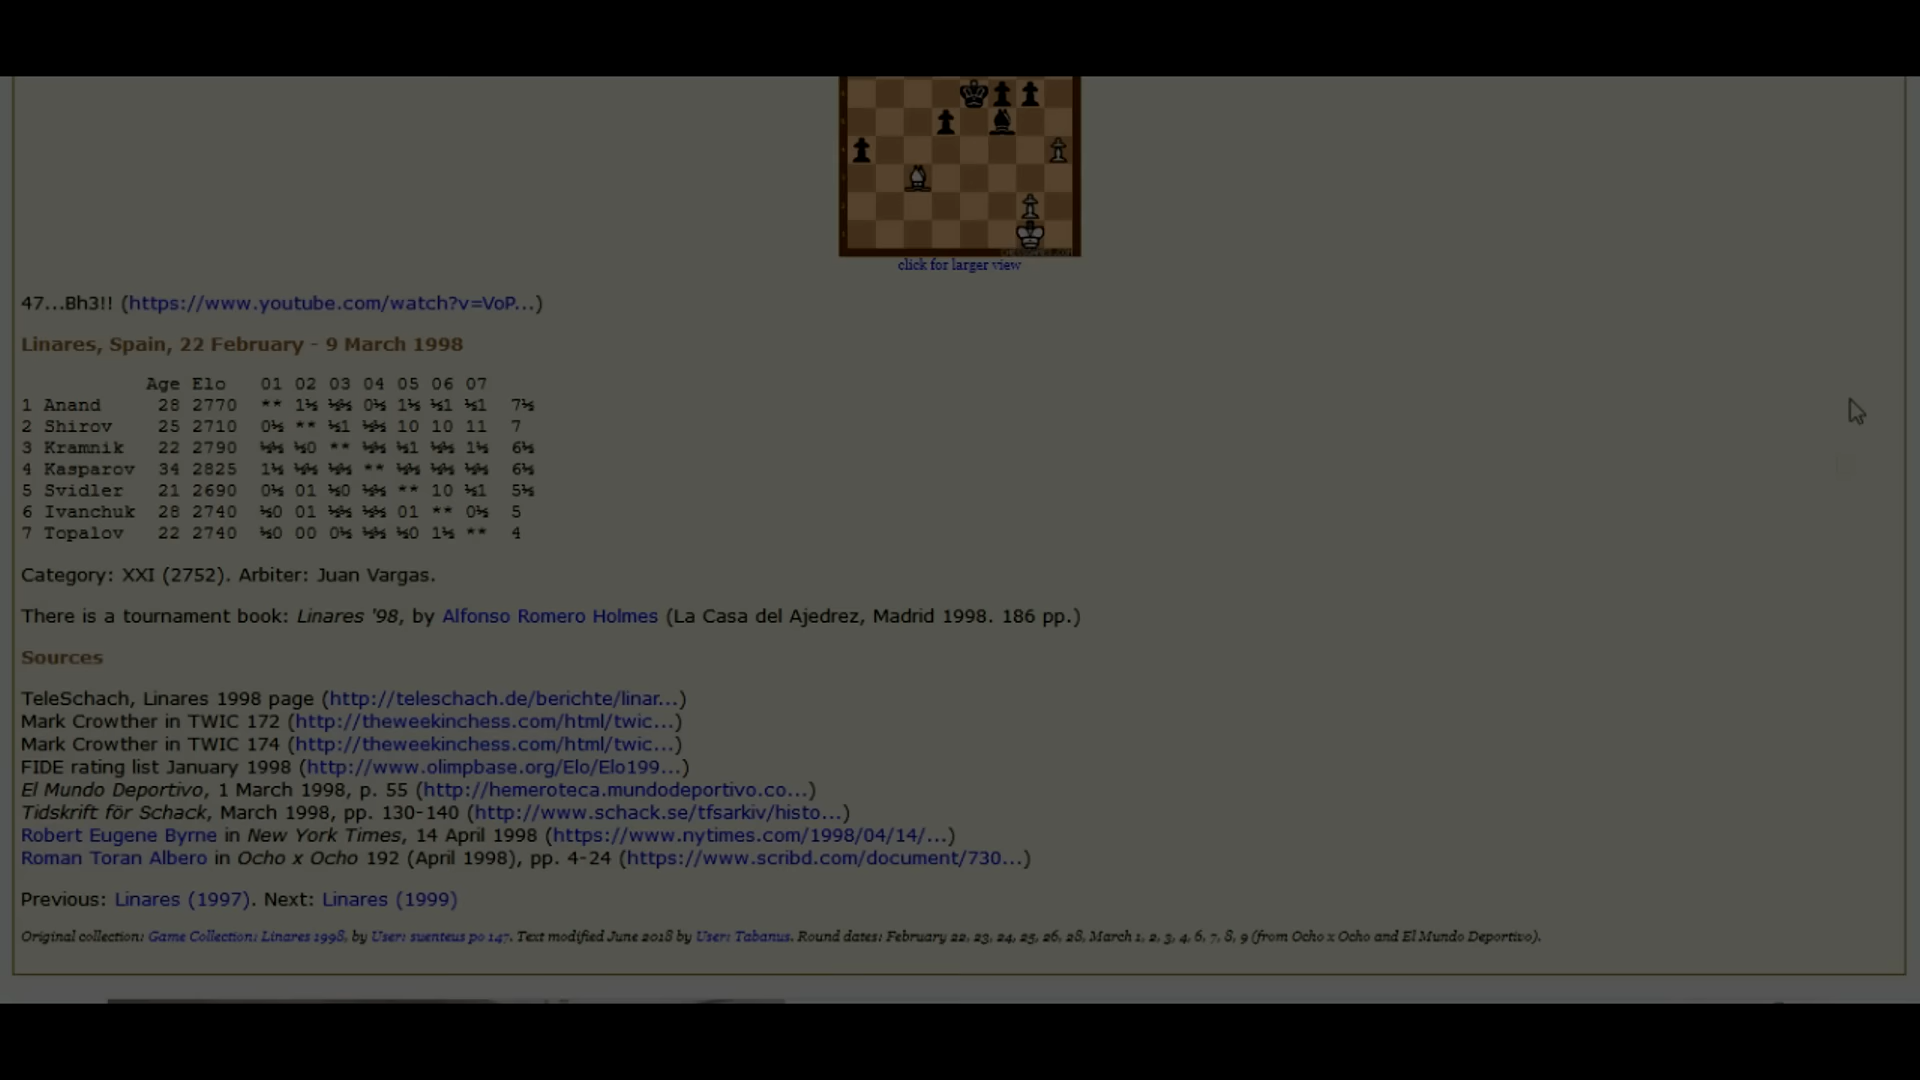 click for larger view
47...Bh3!! (https://www.youtube.com/watch?v=VoP...)
Linares, Spain, 22 February - 9 March 1998
Age Elo 01 02 03 04 05 06 07
1 Anand 28 2770 ** 1½ ½½ 0½ 1½ ½1 ½1 7½
2 Shirov 25 2710 0½ ** ½1 ½½ 10 10 11 7
3 Kramnik 22 2790 ½½ ½0 ** ½½ ½1 ½½ 1½ 6½
4 Kasparov 34 2825 1½ ½½ ½½ ** ½½ ½½ ½½ 6½
5 Svidler 21 2690 0½ 01 ½0 ½½ ** 10 ½1 5½
6 Ivanchuk 28 2740 ½0 01 ½½ ½½ 01 ** 0½ 5
7 Topalov 22 2740 ½0 00 0½ ½½ ½0 1½ ** 4
Category: XXI (2752). Arbiter: Juan Vargas.
There is a tournament book: Linares '98, by Alfonso Romero Holmes (La Casa del Ajedrez, Madrid 1998. 186 pp.)
Sources
TeleSchach, Linares 1998 page (http://teleschach.de/berichte/linar...)
Mark Crowther in TWIC 172 (http://theweekinchess.com/html/twic...)
Mark Crowther in TWIC 174 (http://theweekinchess.com/html/twic...)
FIDE rating list January 1998 (http://www.olimpbase.org/Elo/Elo199...)
El Mundo Deportivo, 1 March 1998, p. 55 (http://hemeroteca.mundodeportivo.co...)
Tidskrift för Schack, March 1998, pp. 130-140 (http://www.schack.se/tfsarkiv/histo...)
Robert Eugene Byrne in New York Times, 14 April 1998 (https://www.nytimes.com/1998/04/14/...)
Roman Toran Albero in Ocho x Ocho 192 (April 1998), pp. 4-24 (https://www.scribd.com/document/730...)
Previous: Linares (1997). Next: Linares (1999)
Original collection: Game Collection: Linares 1998, by User: suenteus po 147. Text modified June 2018 by User: Tabanus. Round dates: February 22, 23, 24, 25, 26, 28, March 1, 2, 3, 4, 6, 7, 8, 9 (from Ocho x Ocho and El Mundo Deportivo).